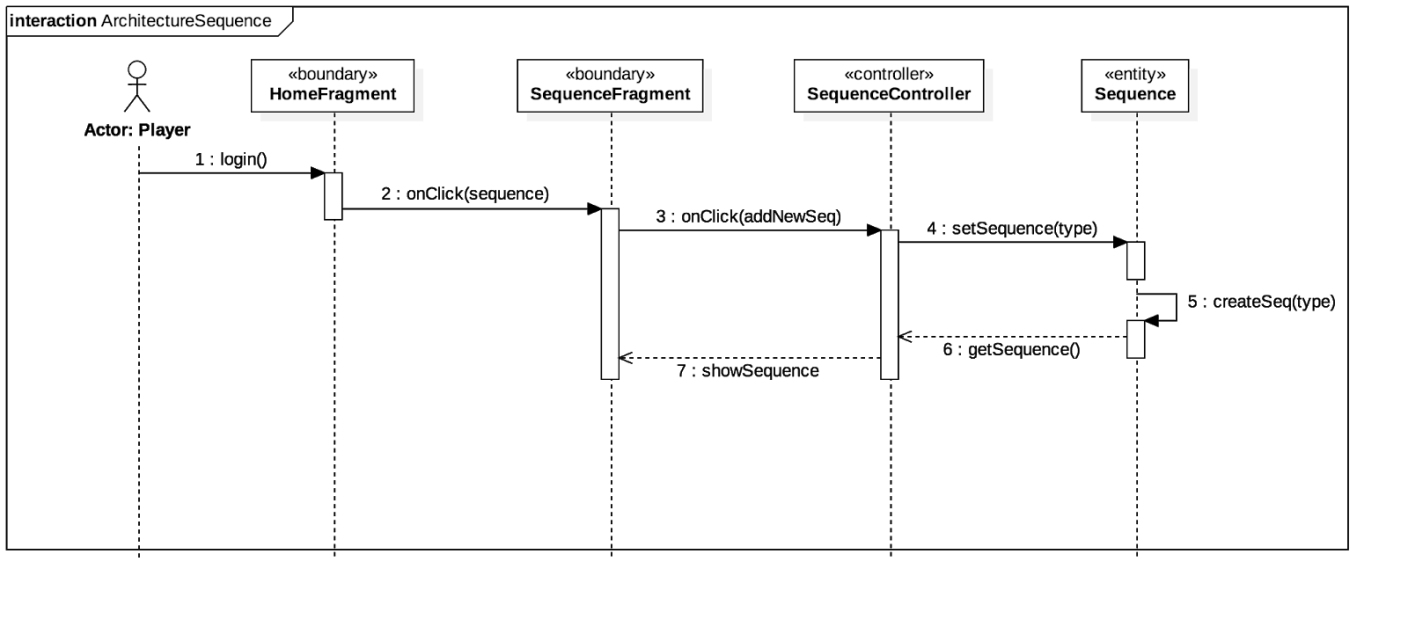 interaction ArchitectureSequence
«boundary»
HomeFragment
«boundary»
SequenceFragment
«controller»
SequenceController
«entity»
Sequence
Actor: Player
1 : login()
2 : onClick(sequence)
3 : onClick(addNewSeq)
4 : setSequence(type)
5 : createSeq(type)
6 : getSequence()
7 : showSequence